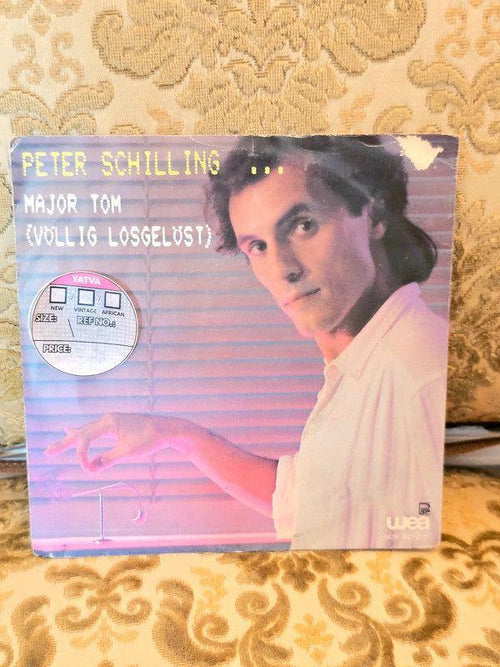 PETER SCHILLING ...
MAJOR TOM
(VÖLLIG LOSGELÖST)
YATVA
NEW VINTAGE AFRICAN
SIZE: REF NO.:
PRICE:
wea